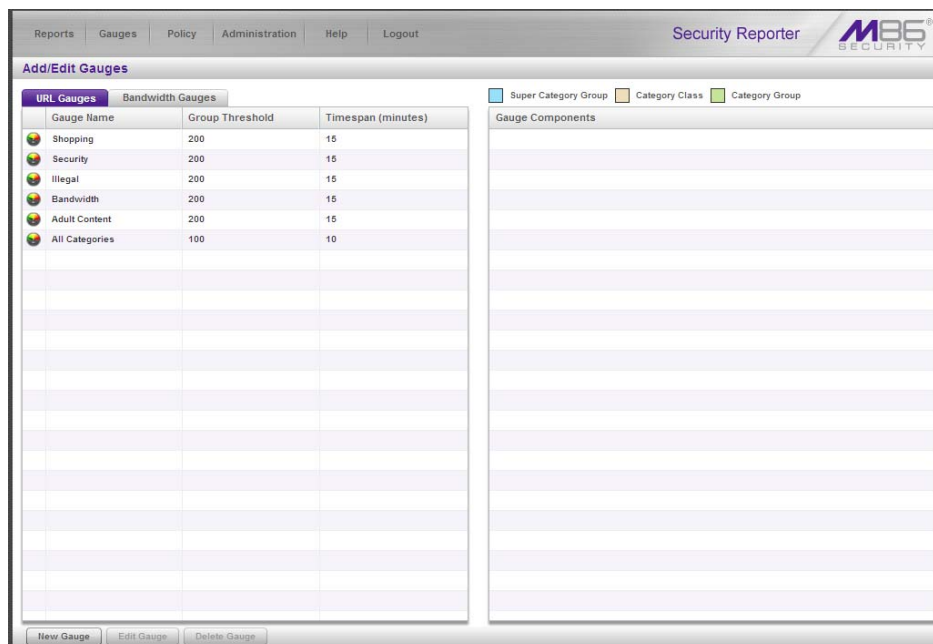 Reports Gauges Policy Administration Help Logout
Security Reporter
M86®
SECURITY
Add/Edit Gauges
URL Gauges Bandwidth Gauges
Gauge Name Group Threshold Timespan (minutes)
Shopping 200 15
Security 200 15
Illegal 200 15
Bandwidth 200 15
Adult Content 200 15
All Categories 100 10
Super Category Group Category Class Category Group
Gauge Components
New Gauge Edit Gauge Delete Gauge